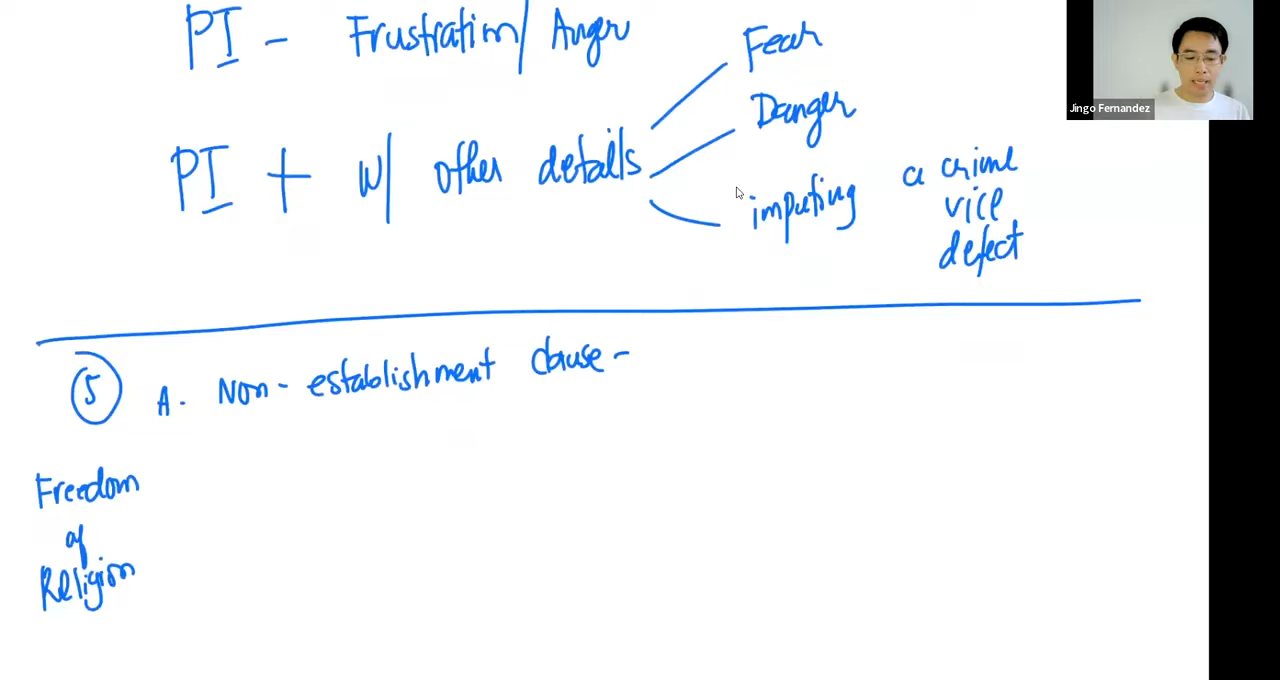 PI - Frustration/ Anger
Fear
Danger
PI + w/ other details
imputing a crime
vice
defect
5 A. Non-establishment clause-
Freedom
of
Religion
Jingo Fernandez